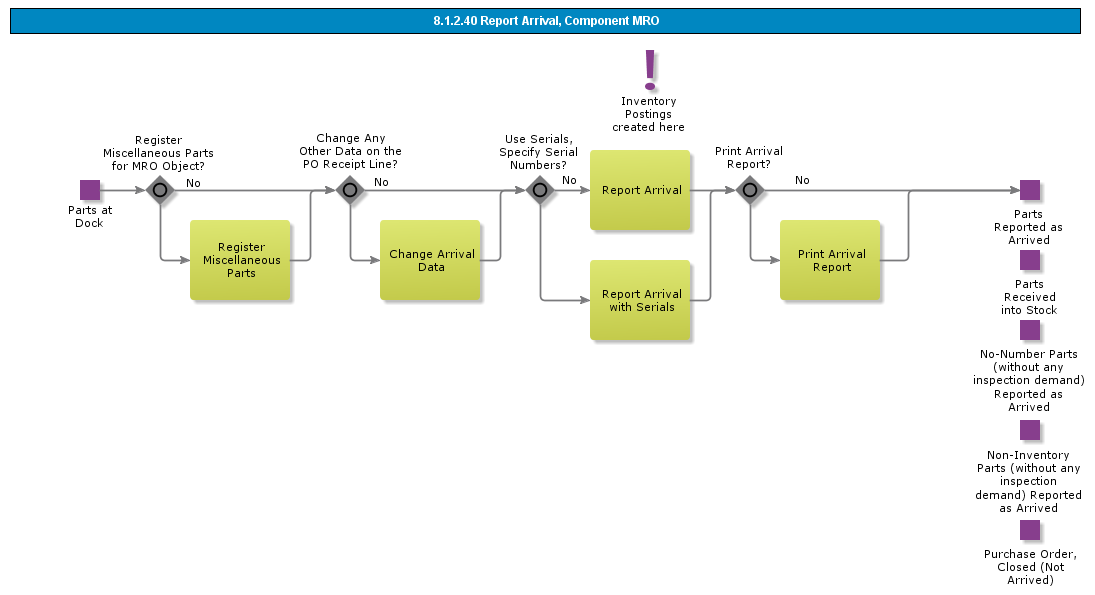 8.1.2.40 Report Arrival, Component MRO
Inventory
Postings
created here
Register
Miscellaneous Parts
for MRO Object?
Change Any
Other Data on the
PO Receipt Line?
Use Serials,
Specify Serial
Numbers?
Print Arrival
Report?
No
No
No
No
Parts at
Dock
Report Arrival
Register
Miscellaneous
Parts
Change Arrival
Data
Report Arrival
with Serials
Print Arrival
Report
Parts
Reported as
Arrived
Parts
Received
into Stock
No-Number Parts
(without any
inspection demand)
Reported as
Arrived
Non-Inventory
Parts (without any
inspection
demand) Reported
as Arrived
Purchase Order,
Closed (Not
Arrived)